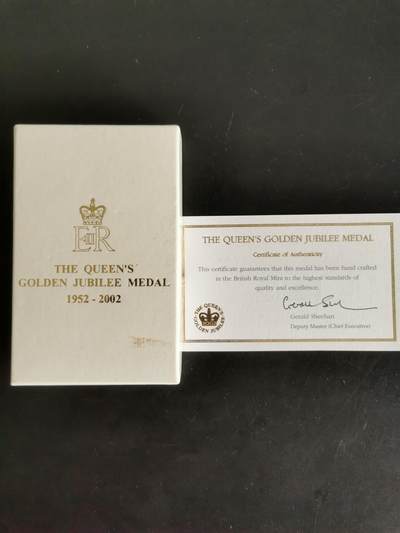 EIIR
THE QUEEN'S
GOLDEN JUBILEE MEDAL
1952 - 2002
THE QUEEN'S GOLDEN JUBILEE MEDAL
Certificate of Authenticity
This certificate guarantees that this medal has been hand crafted
in the British Royal Mint to the highest standards of
quality and excellence.
Gerald Sheehan
Deputy Master (Chief Executive)
THE QUEEN'S
GOLDEN JUBILEE